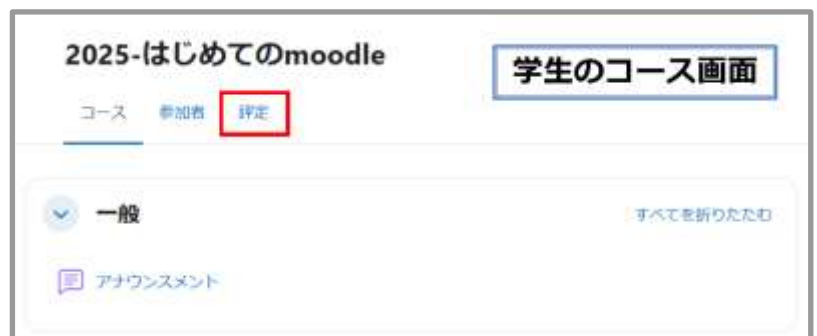 2025-はじめてのmoodle
学生のコース画面
コース 参加者 評定
一般
すべてを折りたたむ
アナウンスメント